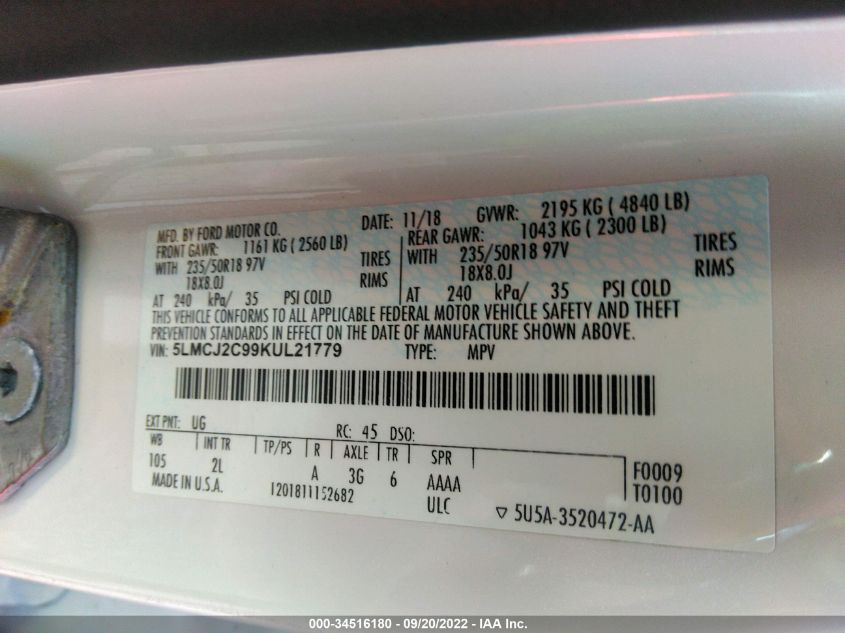 MFD. BY FORD MOTOR CO.
DATE: 11/18 GVWR: 2195 KG ( 4840 LB)
FRONT GAWR: 1161 KG ( 2560 LB)
REAR GAWR: 1043 KG ( 2300 LB)
WITH 235/50R18 97V TIRES
18X8.0J RIMS
AT 240 kPa/ 35 PSI COLD
WITH 235/50R18 97V TIRES
18X8.0J RIMS
AT 240 kPa/ 35 PSI COLD
THIS VEHICLE CONFORMS TO ALL APPLICABLE FEDERAL MOTOR VEHICLE SAFETY AND THEFT
PREVENTION STANDARDS IN EFFECT ON THE DATE OF MANUFACTURE SHOWN ABOVE.
VIN: 5LMCJ2C99KUL21779 TYPE: MPV
EXT PNT: UG RC: 45 DSO:
WB INT TR TP/PS R AXLE TR SPR
105 2L A 3G 6 AAAA
F0009
T0100
MADE IN U.S.A. I201811152682 ULC
5U5A-3520472-AA
000-34516180 - 09/20/2022 - IAA Inc.